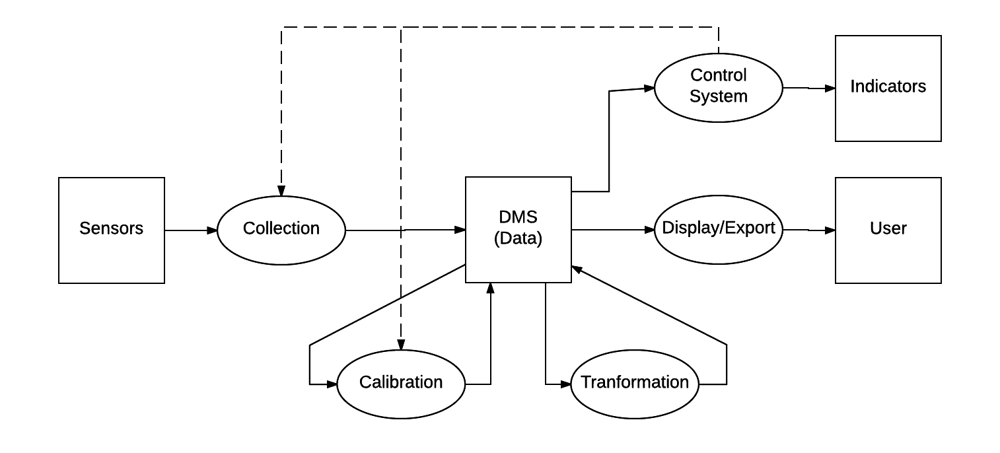 Control
System
Indicators
Sensors
Collection
DMS
(Data)
Display/Export
User
Calibration
Tranformation